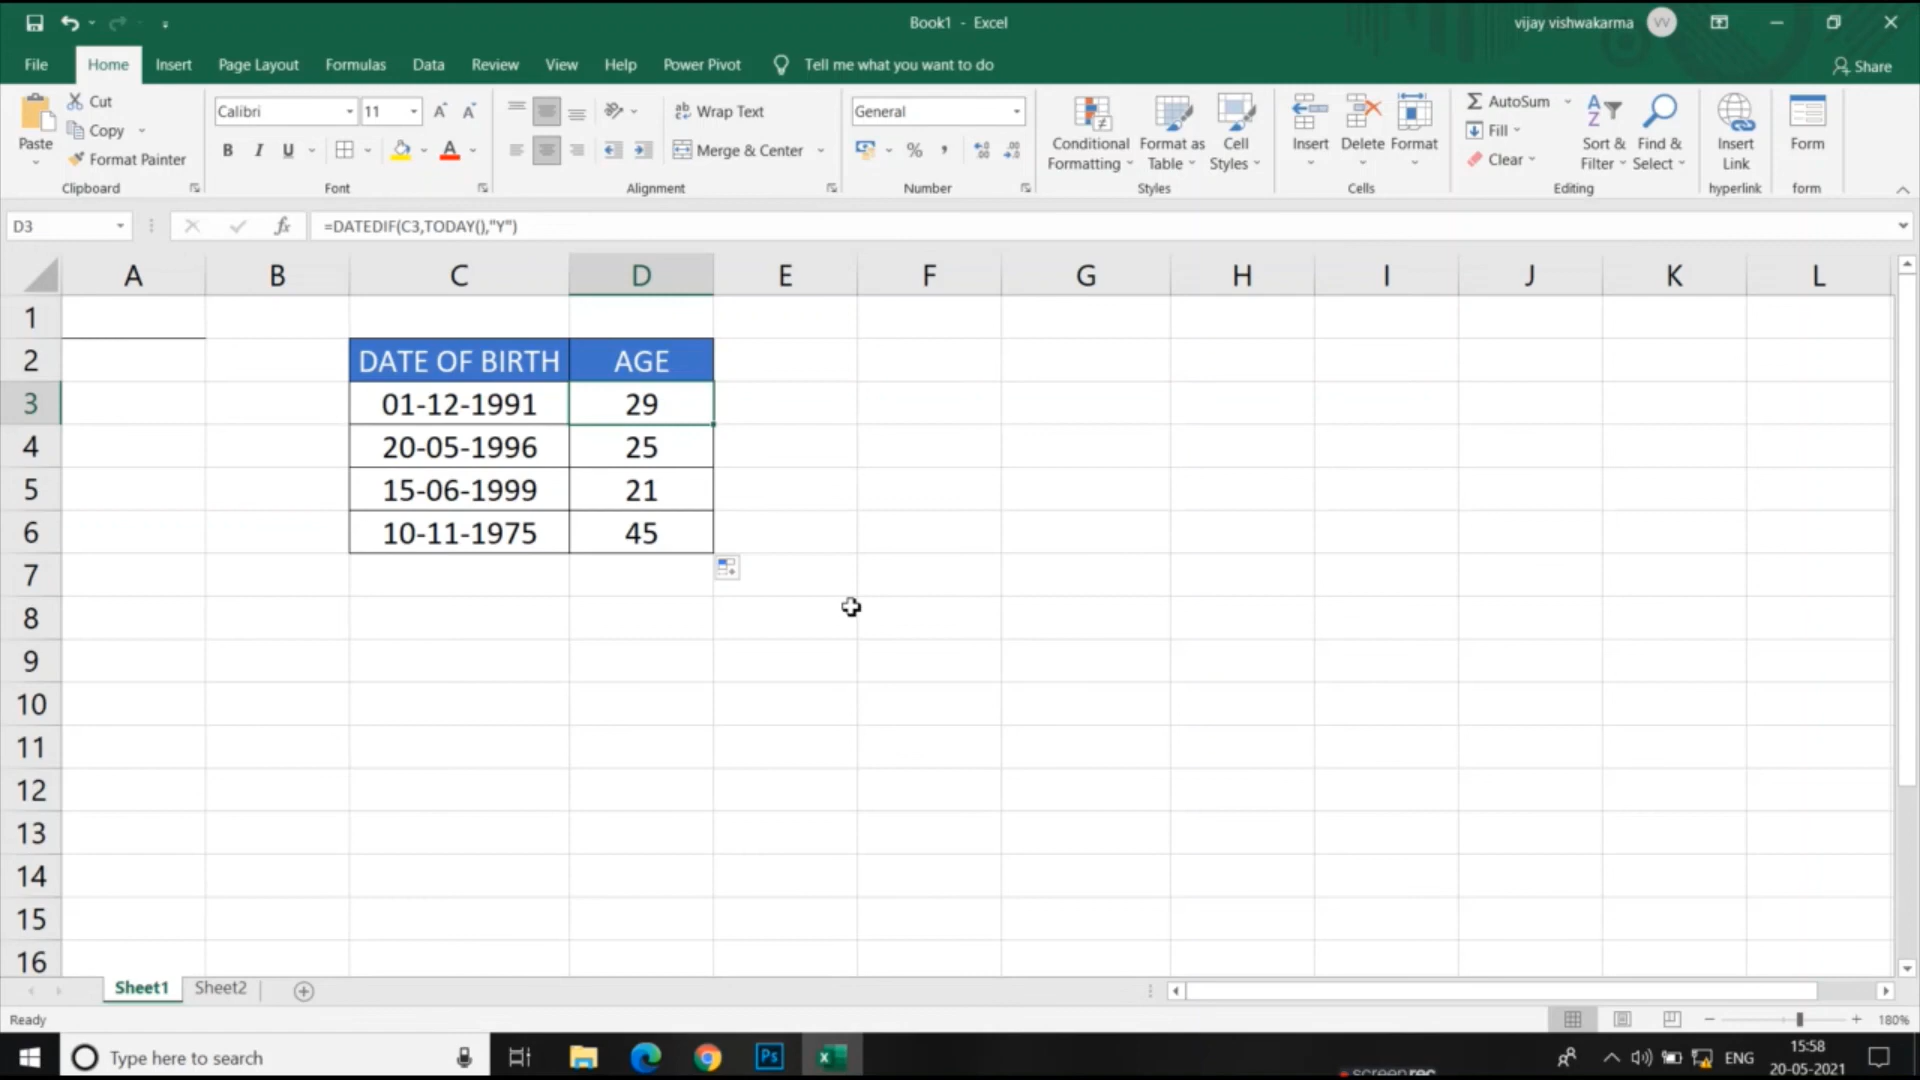 Book1 - Excel
vijay vishwakarma VV
File Home Insert Page Layout Formulas Data Review View Help Power Pivot Tell me what you want to do Share
Paste
Cut
Copy
Format Painter
Clipboard
Calibri 11
B I U A
Font
Wrap Text
Merge & Center
Alignment
General
%
Number
Conditional Formatting
Format as Table
Cell Styles
Styles
Insert Delete Format
Cells
AutoSum
Fill
Clear
Sort & Filter
Find & Select
Editing
Insert Link
hyperlink
Form
form
D3 fx =DATEDIF(C3,TODAY(),"Y")
A B C D E F G H I J K L
1
2 DATE OF BIRTH AGE
3 01-12-1991 29
4 20-05-1996 25
5 15-06-1999 21
6 10-11-1975 45
7
8
9
10
11
12
13
14
15
16
Sheet1 Sheet2
Ready 180%
Type here to search Ps ENG 15:58
20-05-2021